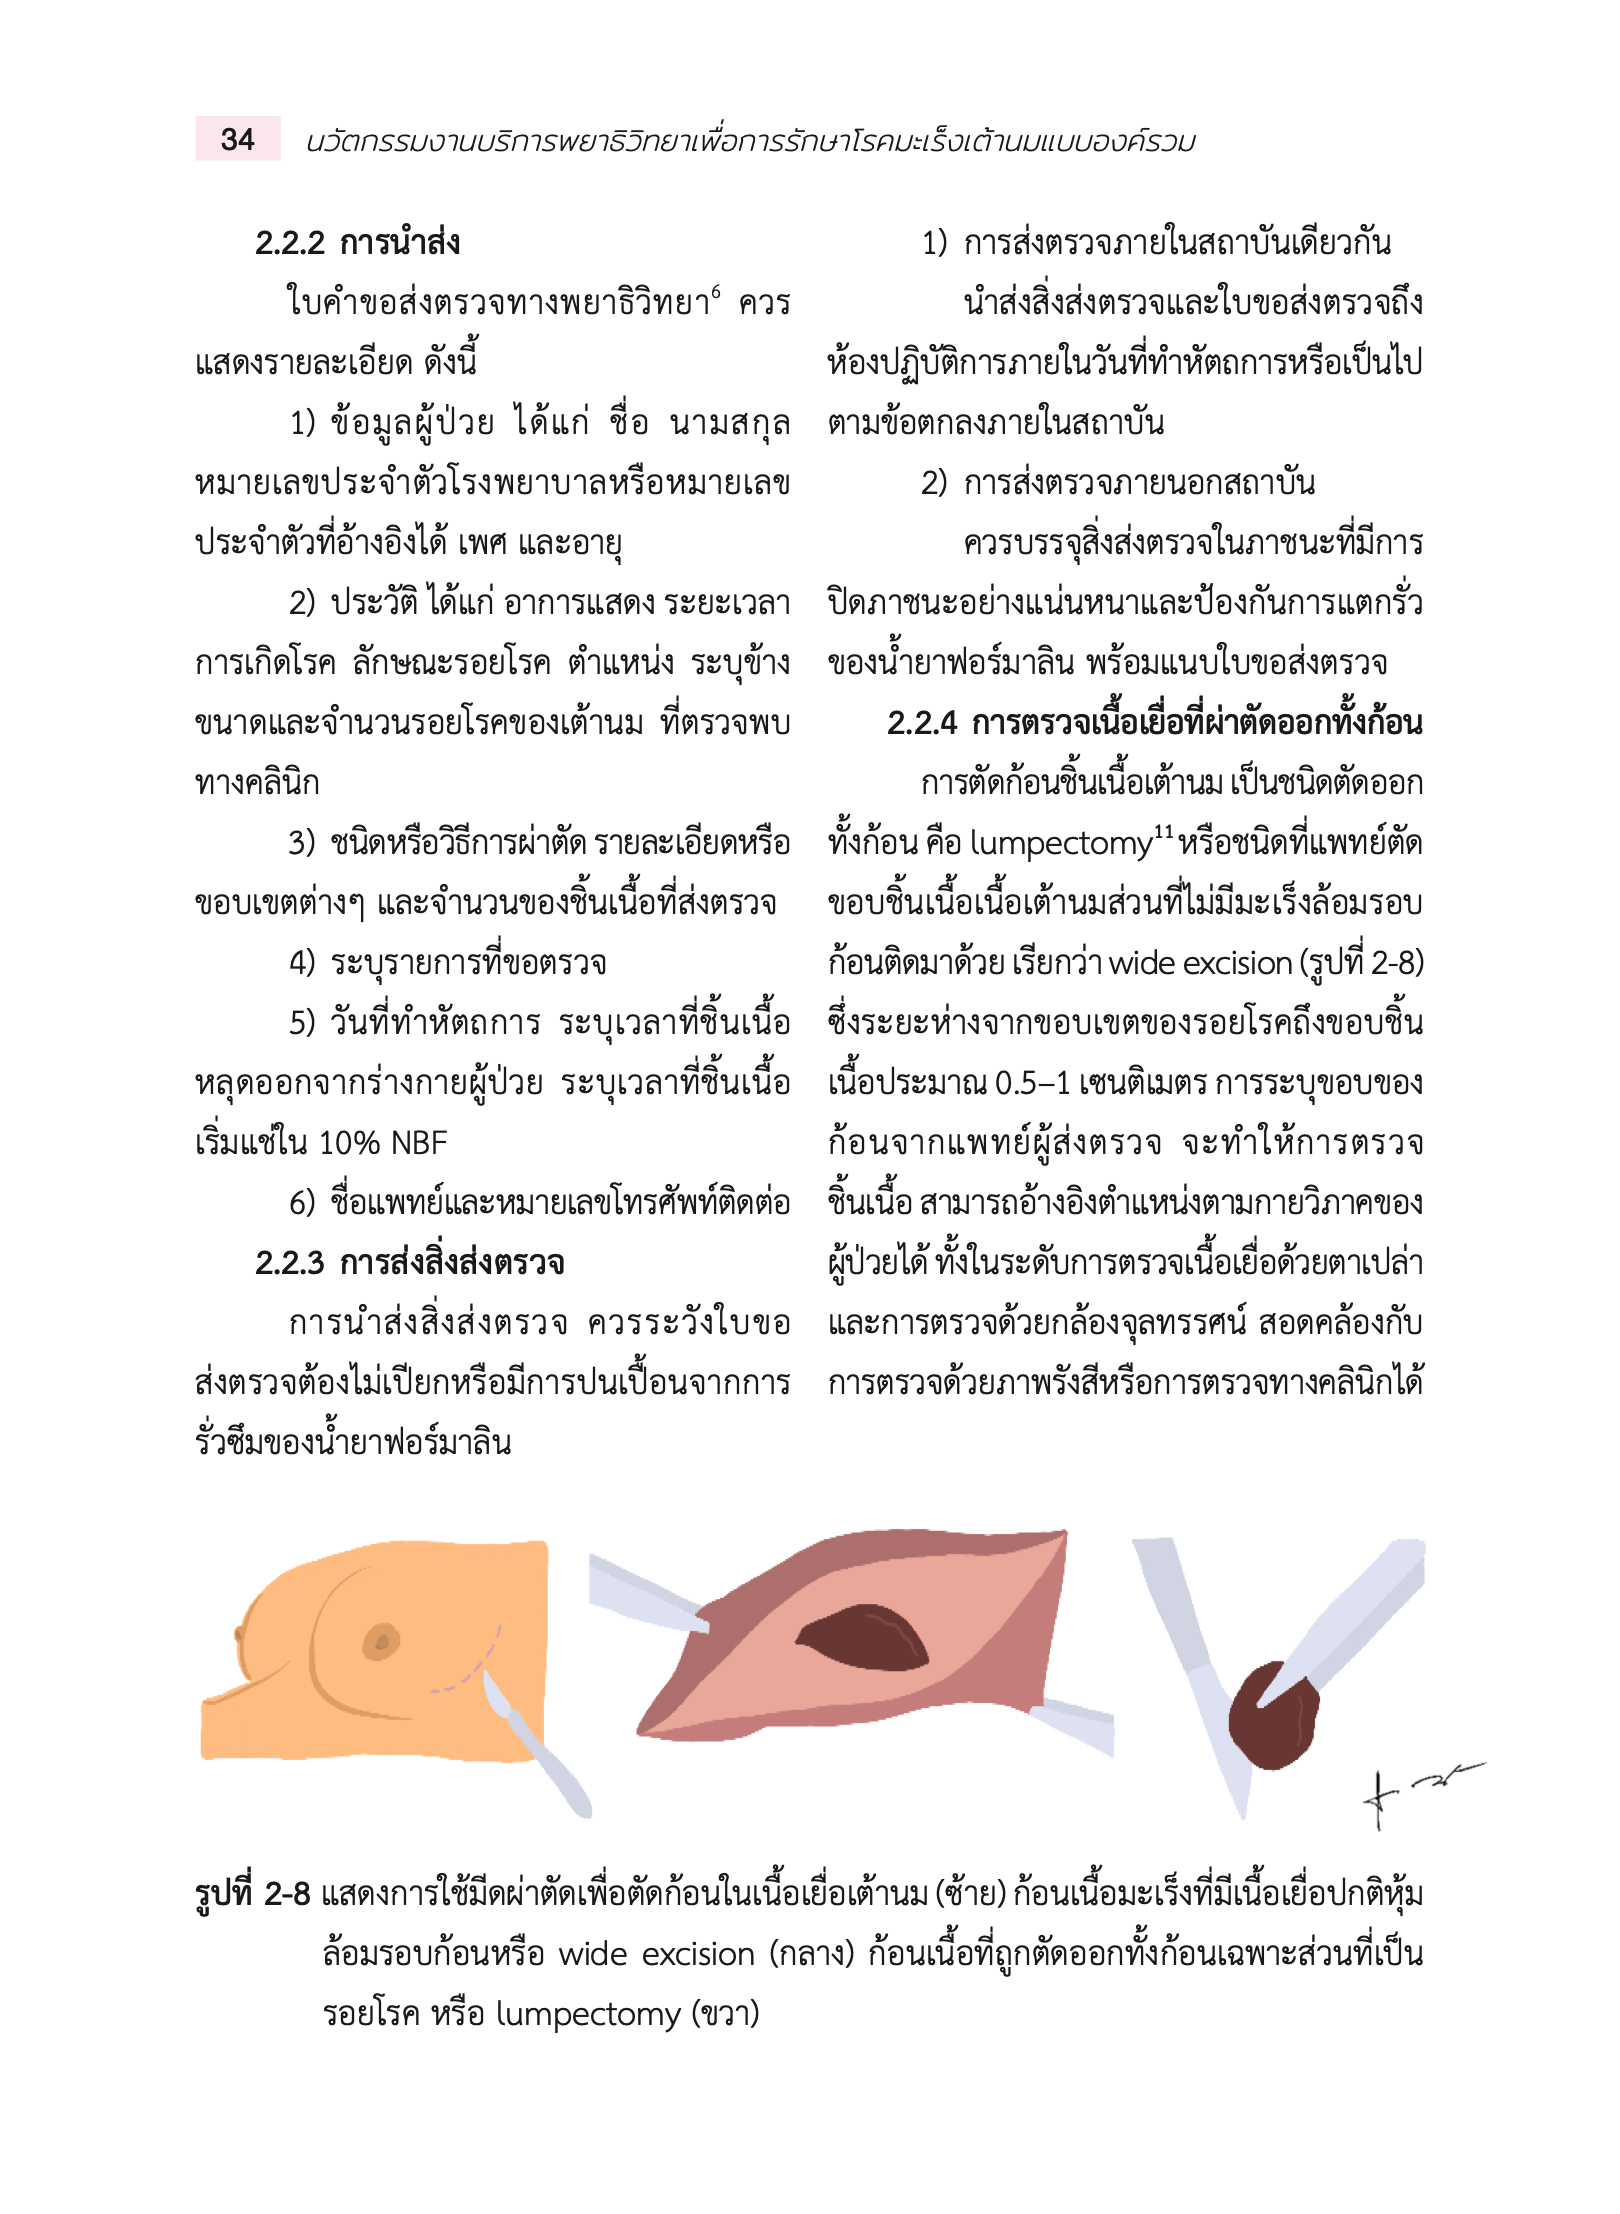 34 นวัตกรรมงานบริการพยาธิวิทยาเพื่อการรักษาโรคมะเร็งเต้านมแบบองค์รวม
2.2.2 การนำส่ง
ใบคำขอส่งตรวจทางพยาธิวิทยา⁶ ควร
แสดงรายละเอียด ดังนี้
1) ข้อมูลผู้ป่วย ได้แก่ ชื่อ นามสกุล
หมายเลขประจำตัวโรงพยาบาลหรือหมายเลข
ประจำตัวที่อ้างอิงได้ เพศ และอายุ
2) ประวัติ ได้แก่ อาการแสดง ระยะเวลา
การเกิดโรค ลักษณะรอยโรค ตำแหน่ง ระบุข้าง
ขนาดและจำนวนรอยโรคของเต้านม ที่ตรวจพบ
ทางคลินิก
3) ชนิดหรือวิธีการผ่าตัด รายละเอียดหรือ
ขอบเขตต่างๆ และจำนวนของชิ้นเนื้อที่ส่งตรวจ
4) ระบุรายการที่ขอตรวจ
5) วันที่ทำหัตถการ ระบุเวลาที่ชิ้นเนื้อ
หลุดออกจากร่างกายผู้ป่วย ระบุเวลาที่ชิ้นเนื้อ
เริ่มแช่ใน 10% NBF
6) ชื่อแพทย์และหมายเลขโทรศัพท์ติดต่อ
2.2.3 การส่งสิ่งส่งตรวจ
การนำส่งสิ่งส่งตรวจ ควรระวังใบขอ
ส่งตรวจต้องไม่เปียกหรือมีการปนเปื้อนจากการ
รั่วซึมของน้ำยาฟอร์มาลิน
1) การส่งตรวจภายในสถาบันเดียวกัน
นำส่งสิ่งส่งตรวจและใบขอส่งตรวจถึง
ห้องปฏิบัติการภายในวันที่ทำหัตถการหรือเป็นไป
ตามข้อตกลงภายในสถาบัน
2) การส่งตรวจภายนอกสถาบัน
ควรบรรจุสิ่งส่งตรวจในภาชนะที่มีการ
ปิดภาชนะอย่างแน่นหนาและป้องกันการแตกรั่ว
ของน้ำยาฟอร์มาลิน พร้อมแนบใบขอส่งตรวจ
2.2.4 การตรวจเนื้อเยื่อที่ผ่าตัดออกทั้งก้อน
การตัดก้อนชิ้นเนื้อเต้านม เป็นชนิดตัดออก
ทั้งก้อน คือ lumpectomy¹¹ หรือชนิดที่แพทย์ตัด
ขอบชิ้นเนื้อเนื้อเต้านมส่วนที่ไม่มีมะเร็งล้อมรอบ
ก้อนติดมาด้วย เรียกว่า wide excision (รูปที่ 2-8)
ซึ่งระยะห่างจากขอบเขตของรอยโรคถึงขอบชิ้น
เนื้อประมาณ 0.5–1 เซนติเมตร การระบุขอบของ
ก้อนจากแพทย์ผู้ส่งตรวจ จะทำให้การตรวจ
ชิ้นเนื้อ สามารถอ้างอิงตำแหน่งตามกายวิภาคของ
ผู้ป่วยได้ ทั้งในระดับการตรวจเนื้อเยื่อด้วยตาเปล่า
และการตรวจด้วยกล้องจุลทรรศน์ สอดคล้องกับ
การตรวจด้วยภาพรังสีหรือการตรวจทางคลินิกได้
รูปที่ 2-8 แสดงการใช้มีดผ่าตัดเพื่อตัดก้อนในเนื้อเยื่อเต้านม (ซ้าย) ก้อนเนื้อมะเร็งที่มีเนื้อเยื่อปกติหุ้ม
ล้อมรอบก้อนหรือ wide excision (กลาง) ก้อนเนื้อที่ถูกตัดออกทั้งก้อนเฉพาะส่วนที่เป็น
รอยโรค หรือ lumpectomy (ขวา)